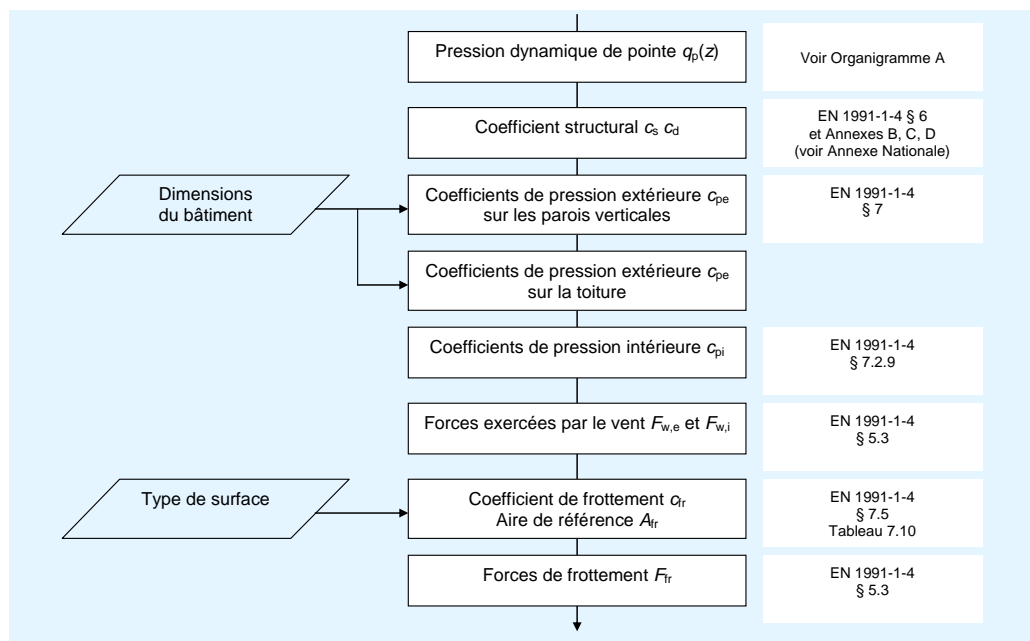 Pression dynamique de pointe qp(z)
Voir Organigramme A
Coefficient structural cs cd
EN 1991-1-4 § 6
et Annexes B, C, D
(voir Annexe Nationale)
Dimensions
du bâtiment
Coefficients de pression extérieure cpe
sur les parois verticales
EN 1991-1-4
§ 7
Coefficients de pression extérieure cpe
sur la toiture
Coefficients de pression intérieure cpi
EN 1991-1-4
§ 7.2.9
Forces exercées par le vent Fw,e et Fw,i
EN 1991-1-4
§ 5.3
Type de surface
Coefficient de frottement cfr
Aire de référence Afr
EN 1991-1-4
§ 7.5
Tableau 7.10
Forces de frottement Ffr
EN 1991-1-4
§ 5.3